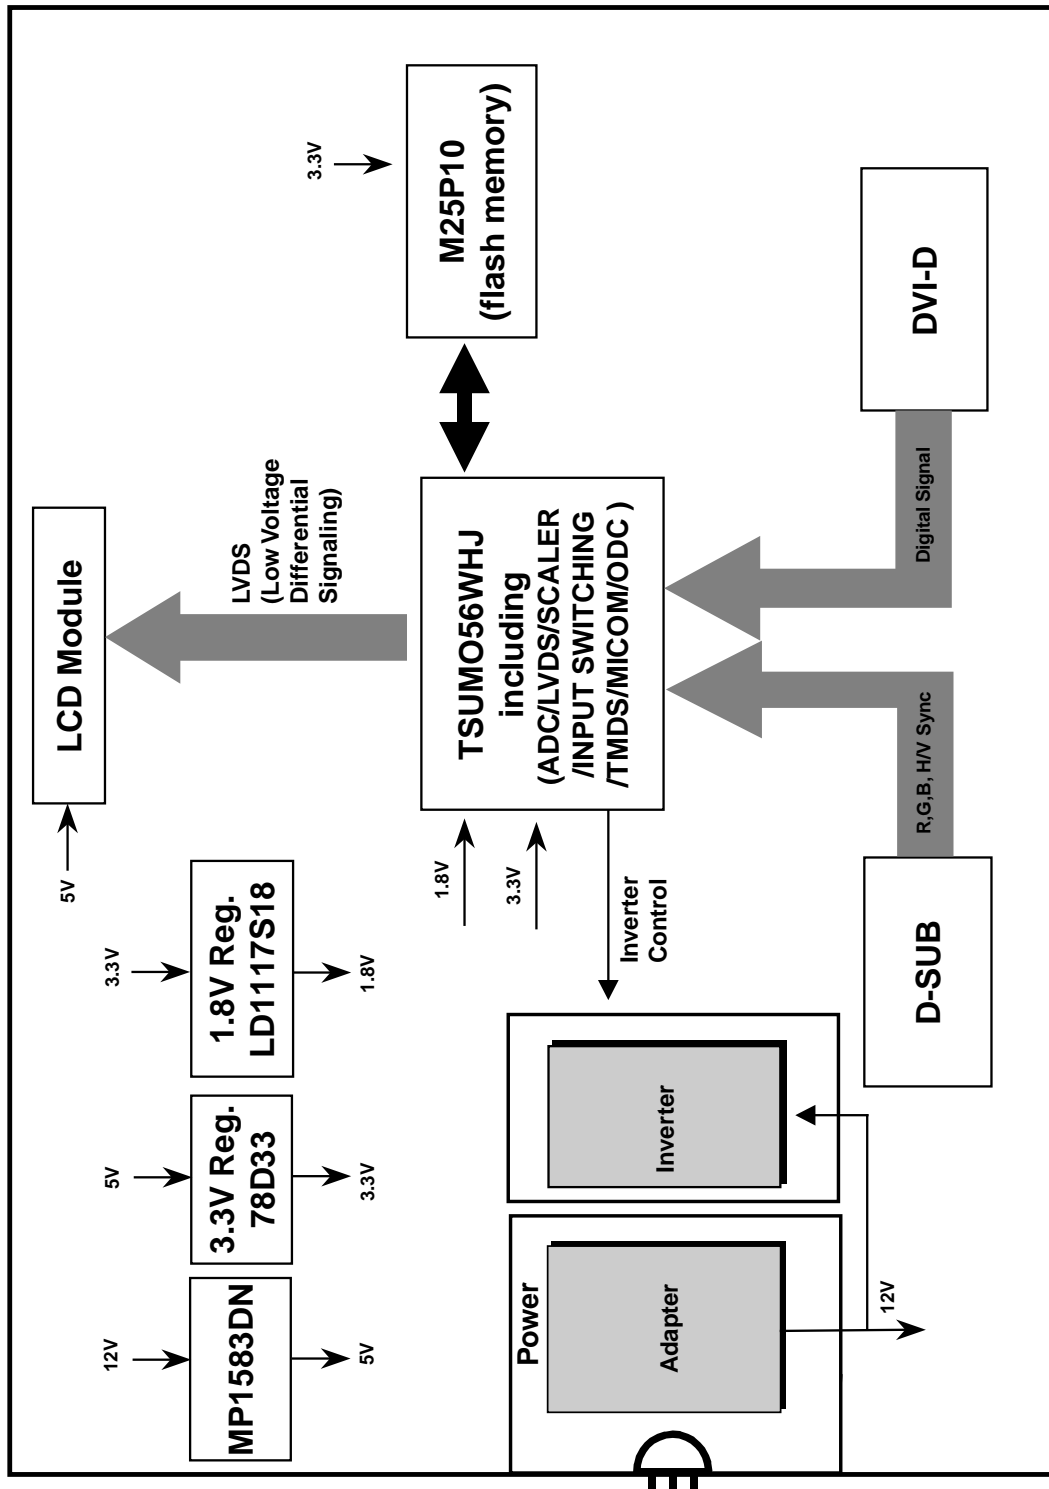 12V
MP1583DN
5V
5V
3.3V Reg.
78D33
3.3V
3.3V
1.8V Reg.
LD1117S18
1.8V
5V
LCD Module
LVDS
(Low Voltage
Differential
Signaling)
3.3V
M25P10
(flash memory)
TSUMO56WHJ
including
(ADC/LVDS/SCALER
/INPUT SWITCHING
/TMDS/MICOM/ODC )
1.8V
3.3V
Inverter
Control
Power
Adapter
Inverter
12V
D-SUB
R,G,B, H/V Sync
Digital Signal
DVI-D